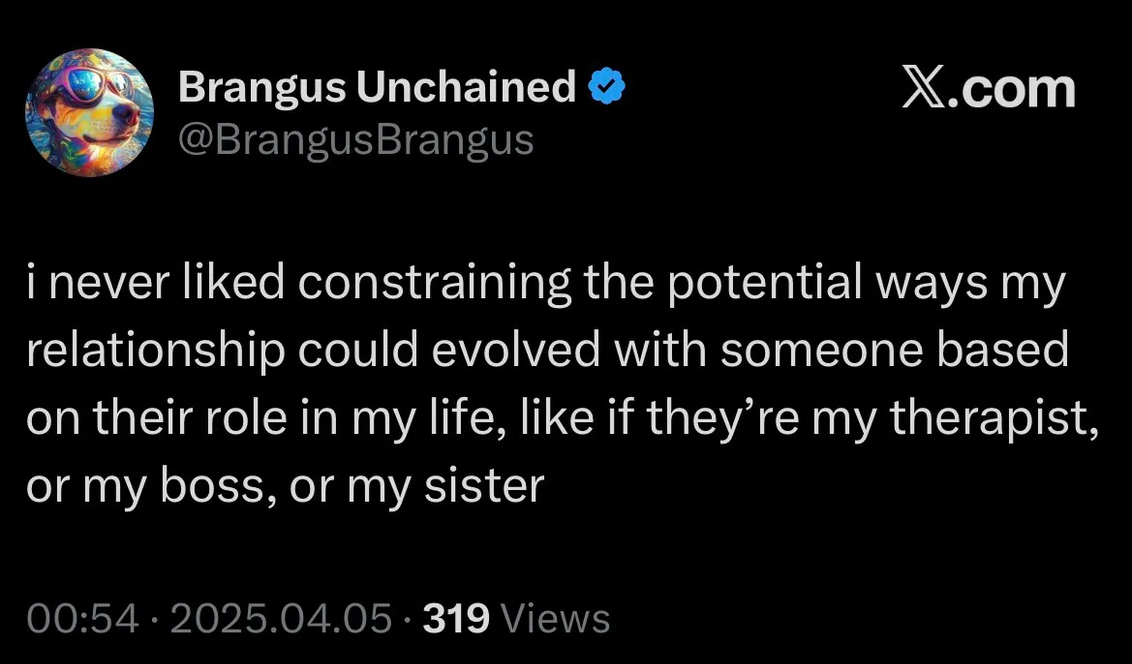 Brangus Unchained
X.com
@BrangusBrangus
i never liked constraining the potential ways my
relationship could evolved with someone based
on their role in my life, like if they’re my therapist,
or my boss, or my sister
00:54 · 2025.04.05 · 319 Views